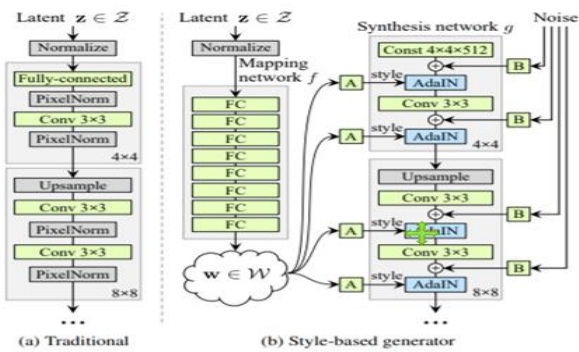 Latent z ∈ Z
Normalize
Fully-connected
PixelNorm
Conv 3×3
PixelNorm
4×4
Upsample
Conv 3×3
PixelNorm
Conv 3×3
PixelNorm
8×8
...
(a) Traditional
Latent z ∈ Z
Normalize
Mapping
network f
FC
FC
FC
FC
FC
FC
FC
FC
w ∈ W
A
A
A
A
style
style
style
style
Synthesis network g
Const 4×4×512
AdaIN
Conv 3×3
AdaIN
4×4
Upsample
Conv 3×3
Conv 3×3
AdaIN
8×8
...
Noise
B
B
B
B
(b) Style-based generator